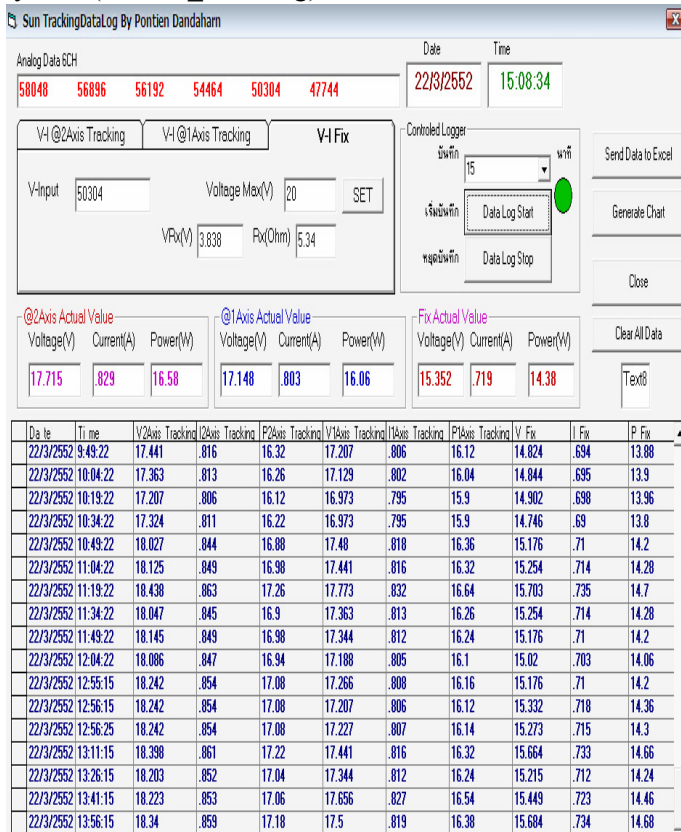 Sun TrackingDataLog By Pontien Dandaharn
Analog Data 6CH
58048 56896 56192 54464 50304 47744
Date Time
22/3/2552 15:08:34
V-I @2Axis Tracking V-I @1Axis Tracking V-I Fix
V-Input 50304 Voltage Max(V) 20 SET
VRx(V) 3.838 Rx(Ohm) 5.34
Controled Logger
บันทึก 15 นาที
เริ่มบันทึก Data Log Start
หยุดบันทึก Data Log Stop
Send Data to Excel
Generate Chart
Close
Clear All Data
Text8
@2Axis Actual Value
Voltage(V) Current(A) Power(W)
17.715 .829 16.58
@1Axis Actual Value
Voltage(V) Current(A) Power(W)
17.148 .803 16.06
Fix Actual Value
Voltage(V) Current(A) Power(W)
15.352 .719 14.38
Da te Ti me V2Axis Tracking I2Axis Tracking P2Axis Tracking V1Axis Tracking I1Axis Tracking P1Axis Tracking V Fix I Fix P Fix
22/3/2552 9:49:22 17.441 .816 16.32 17.207 .806 16.12 14.824 .694 13.88
22/3/2552 10:04:22 17.363 .813 16.26 17.129 .802 16.04 14.844 .695 13.9
22/3/2552 10:19:22 17.207 .806 16.12 16.973 .795 15.9 14.902 .698 13.96
22/3/2552 10:34:22 17.324 .811 16.22 16.973 .795 15.9 14.746 .69 13.8
22/3/2552 10:49:22 18.027 .844 16.88 17.48 .818 16.36 15.176 .71 14.2
22/3/2552 11:04:22 18.125 .849 16.98 17.441 .816 16.32 15.254 .714 14.28
22/3/2552 11:19:22 18.438 .863 17.26 17.773 .832 16.64 15.703 .735 14.7
22/3/2552 11:34:22 18.047 .845 16.9 17.363 .813 16.26 15.254 .714 14.28
22/3/2552 11:49:22 18.145 .849 16.98 17.344 .812 16.24 15.176 .71 14.2
22/3/2552 12:04:22 18.086 .847 16.94 17.188 .805 16.1 15.02 .703 14.06
22/3/2552 12:55:15 18.242 .854 17.08 17.266 .808 16.16 15.176 .71 14.2
22/3/2552 12:56:15 18.242 .854 17.08 17.207 .806 16.12 15.332 .718 14.36
22/3/2552 12:56:25 18.242 .854 17.08 17.227 .807 16.14 15.273 .715 14.3
22/3/2552 13:11:15 18.398 .861 17.22 17.441 .816 16.32 15.664 .733 14.66
22/3/2552 13:26:15 18.203 .852 17.04 17.344 .812 16.24 15.215 .712 14.24
22/3/2552 13:41:15 18.223 .853 17.06 17.656 .827 16.54 15.449 .723 14.46
22/3/2552 13:56:15 18.34 .859 17.18 17.5 .819 16.38 15.684 .734 14.68